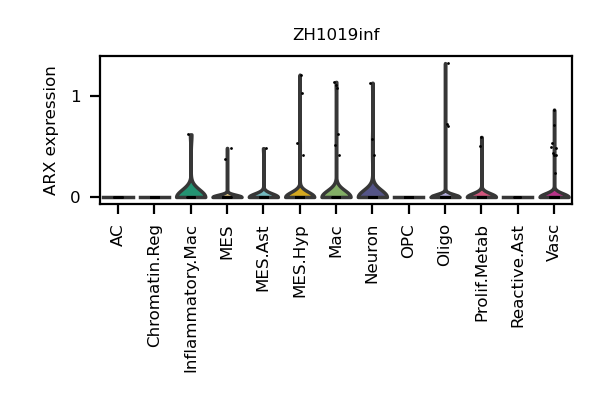 ZH1019inf
ARX expression
1
0
AC
Chromatin.Reg
Inflammatory.Mac
MES
MES.Ast
MES.Hyp
Mac
Neuron
OPC
Oligo
Prolif.Metab
Reactive.Ast
Vasc